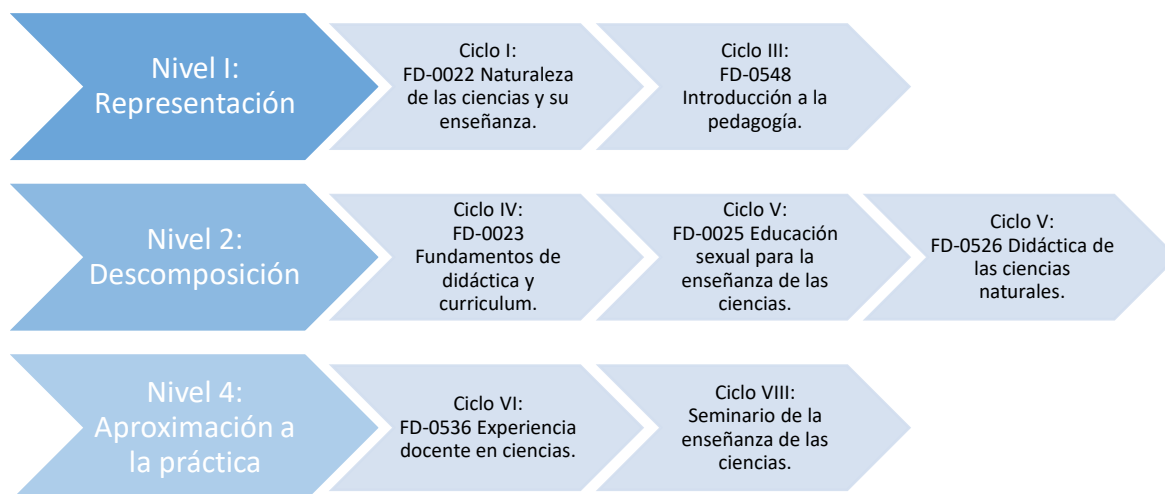 Nivel I:
Representación
Ciclo I:
FD-0022 Naturaleza
de las ciencias y su
enseñanza.
Ciclo III:
FD-0548
Introducción a la
pedagogía.
Nivel 2:
Descomposición
Ciclo IV:
FD-0023
Fundamentos de
didáctica y
curriculum.
Ciclo V:
FD-0025 Educación
sexual para la
enseñanza de las
ciencias.
Ciclo V:
FD-0526 Didáctica de
las ciencias
naturales.
Nivel 4:
Aproximación a
la práctica
Ciclo VI:
FD-0536 Experiencia
docente en ciencias.
Ciclo VIII:
Seminario de la
enseñanza de las
ciencias.